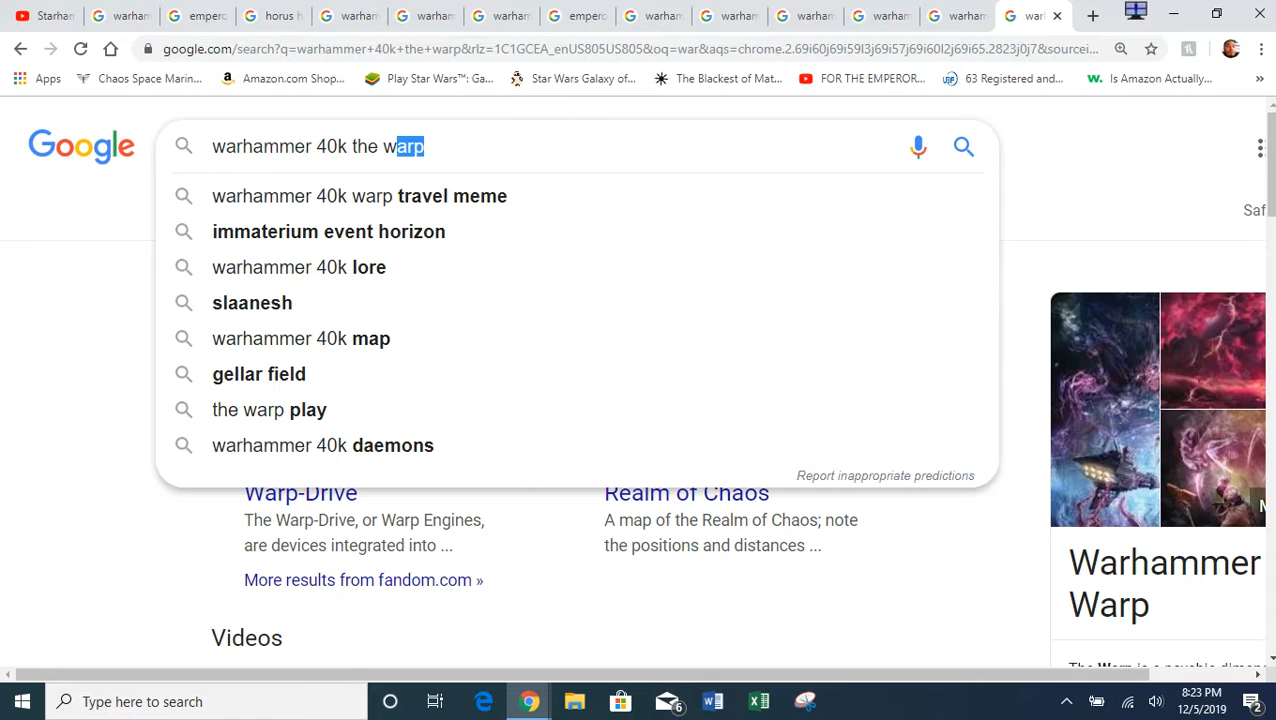 Starhan
warham
empero
horus h
warham
warham
warham
empero
warham
warham
warham
warham
warham
war
google.com/search?q=warhammer+40k+the+warp&rlz=1C1GCEA_enUS805US805&oq=war&aqs=chrome.2.69i60j69i59l3j69i57j69i60l2j69i65.2823j0j7&sourcei...
Apps
Chaos Space Marin...
Amazon.com Shop...
Play Star Wars™: Ga...
Star Wars Galaxy of...
The Blackest of Mat...
FOR THE EMPEROR...
63 Registered and...
Is Amazon Actually...
»
Google
warhammer 40k the warp
warhammer 40k warp travel meme
immaterium event horizon
warhammer 40k lore
slaanesh
warhammer 40k map
gellar field
the warp play
warhammer 40k daemons
Report inappropriate predictions
Saf
Warp-Drive
The Warp-Drive, or Warp Engines,
are devices integrated into ...
More results from fandom.com »
Realm of Chaos
A map of the Realm of Chaos; note
the positions and distances ...
Videos
M
Warhammer
Warp
Type here to search
6
8:23 PM
12/5/2019
2